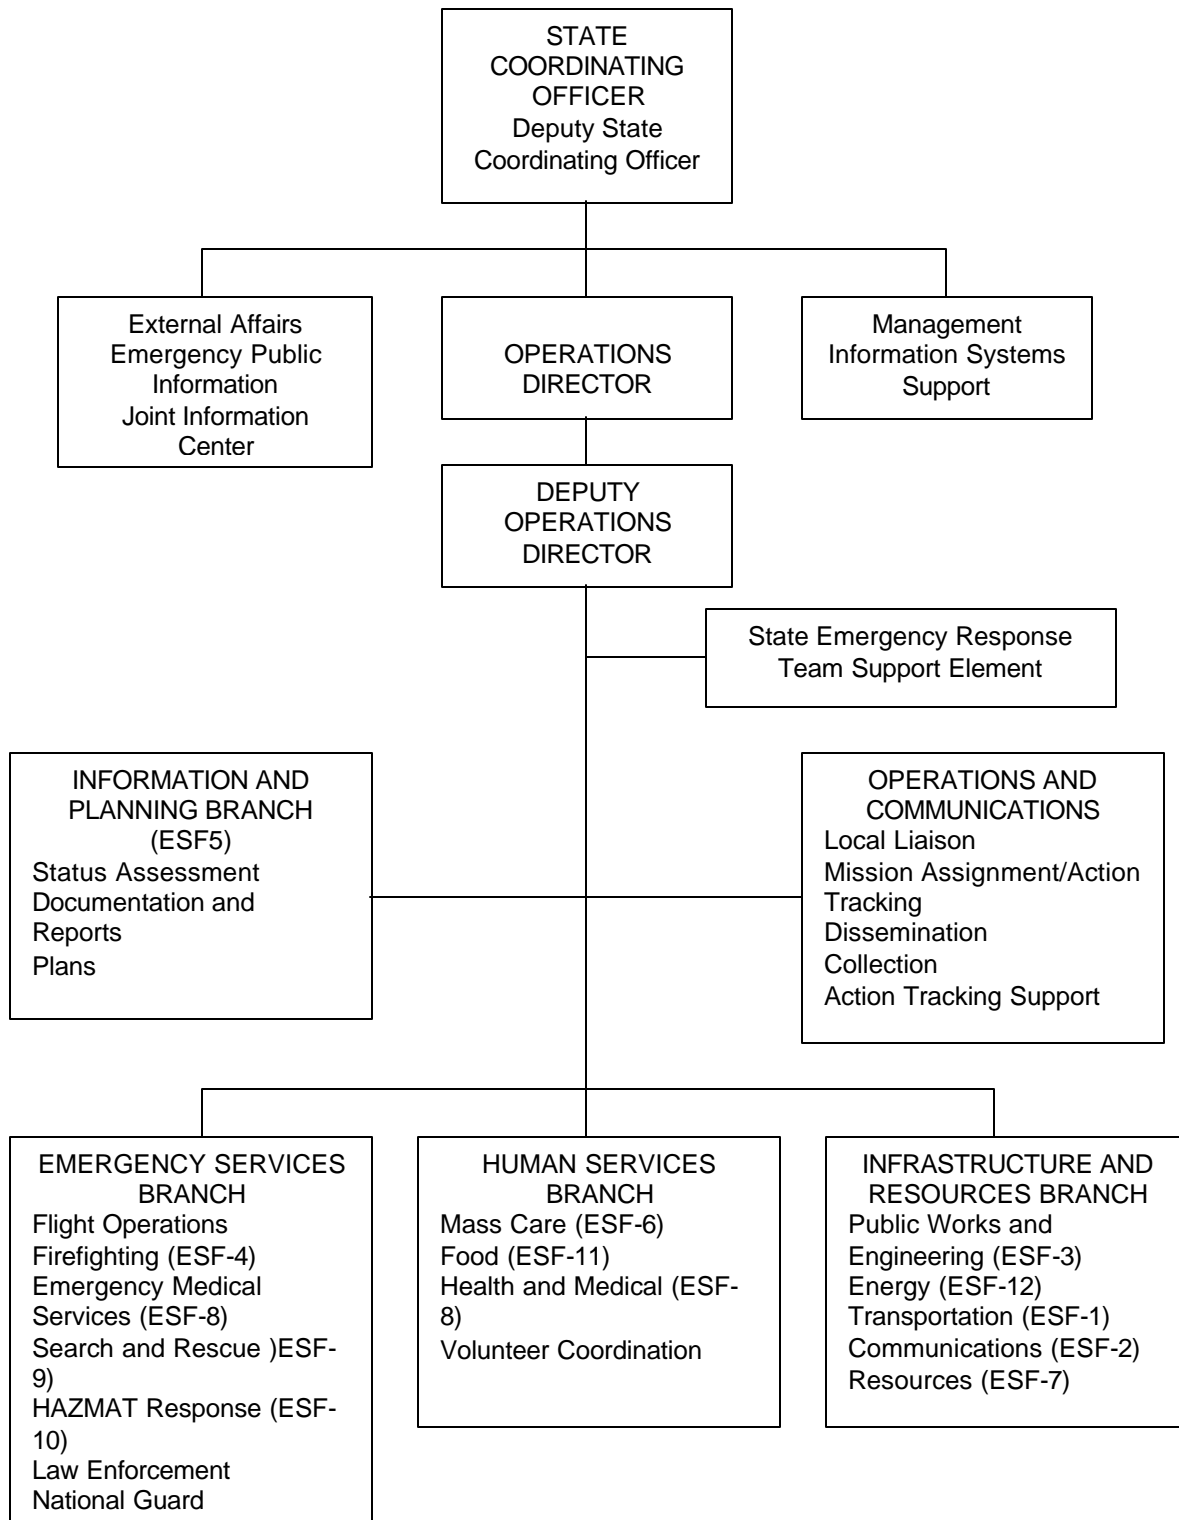 STATE
COORDINATING
OFFICER
Deputy State
Coordinating Officer
External Affairs
Emergency Public
Information
Joint Information
Center
OPERATIONS
DIRECTOR
Management
Information Systems
Support
DEPUTY
OPERATIONS
DIRECTOR
State Emergency Response
Team Support Element
INFORMATION AND
PLANNING BRANCH
(ESF5)
Status Assessment
Documentation and
Reports
Plans
OPERATIONS AND
COMMUNICATIONS
Local Liaison
Mission Assignment/Action
Tracking
Dissemination
Collection
Action Tracking Support
EMERGENCY SERVICES
BRANCH
Flight Operations
Firefighting (ESF-4)
Emergency Medical
Services (ESF-8)
Search and Rescue )ESF-
9)
HAZMAT Response (ESF-
10)
Law Enforcement
National Guard
HUMAN SERVICES
BRANCH
Mass Care (ESF-6)
Food (ESF-11)
Health and Medical (ESF-
8)
Volunteer Coordination
INFRASTRUCTURE AND
RESOURCES BRANCH
Public Works and
Engineering (ESF-3)
Energy (ESF-12)
Transportation (ESF-1)
Communications (ESF-2)
Resources (ESF-7)